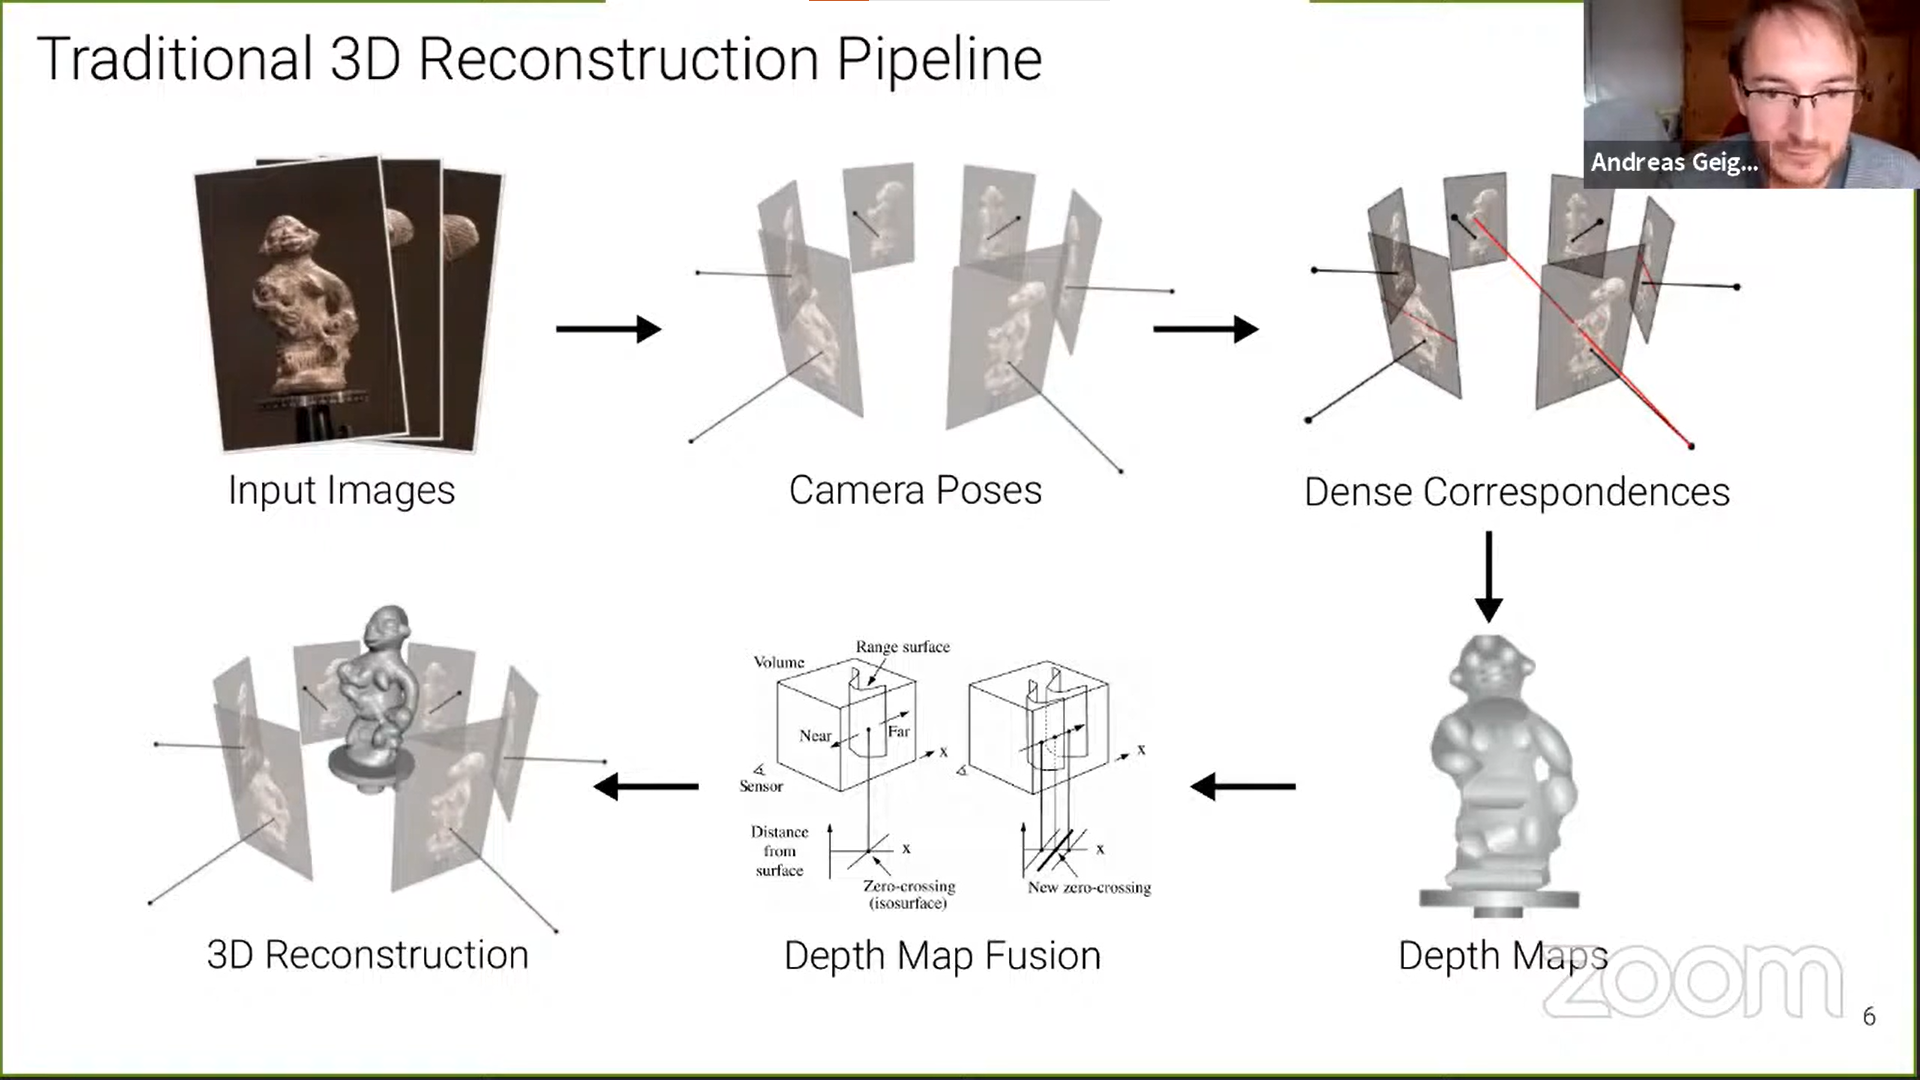 Traditional 3D Reconstruction Pipeline
Andreas Geig...
Input Images
Camera Poses
Dense Correspondences
Volume
Range surface
Near
Far
x
Sensor
Distance
from
surface
x
Zero-crossing
(isosurface)
x
x
New zero-crossing
3D Reconstruction
Depth Map Fusion
Depth Maps
zoom
6